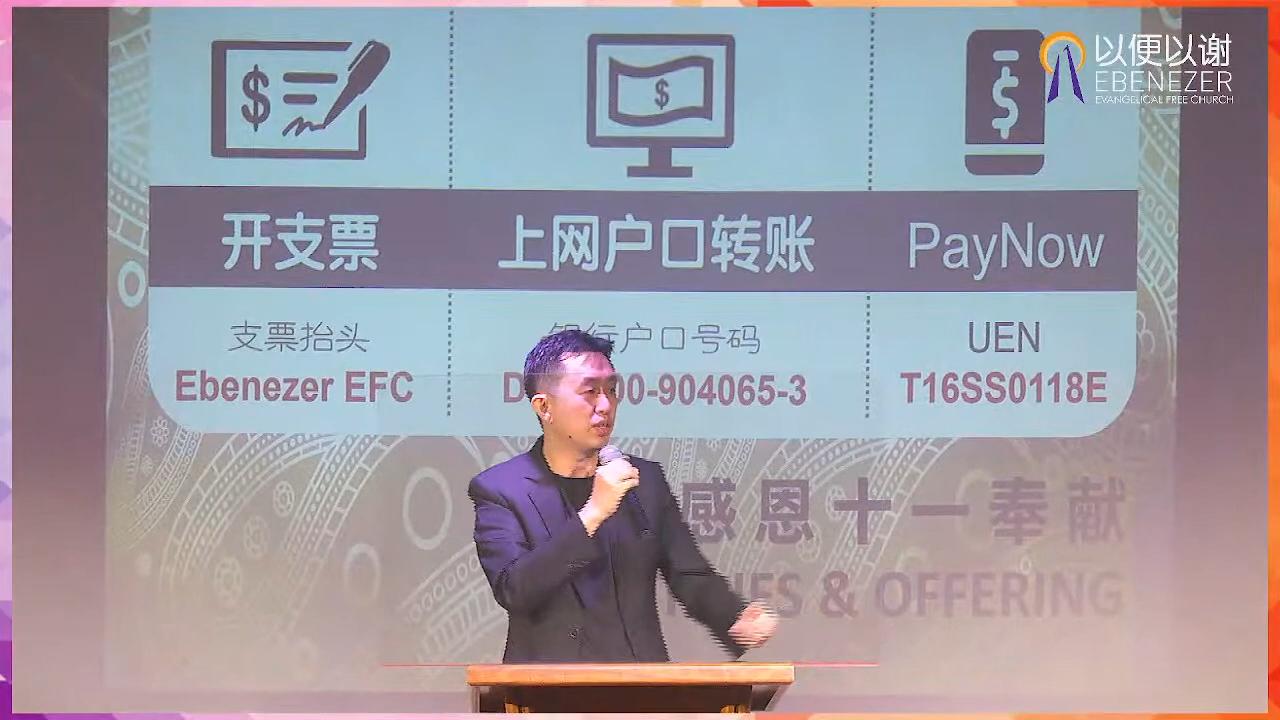 以便以谢
EBENEZER
EVANGELICAL FREE CHURCH
开支票
上网户口转账
PayNow
支票抬头
行户口号码
UEN
Ebenezer EFC
00-904065-3
T16SS0118E
感恩十一奉献
& OFFERING